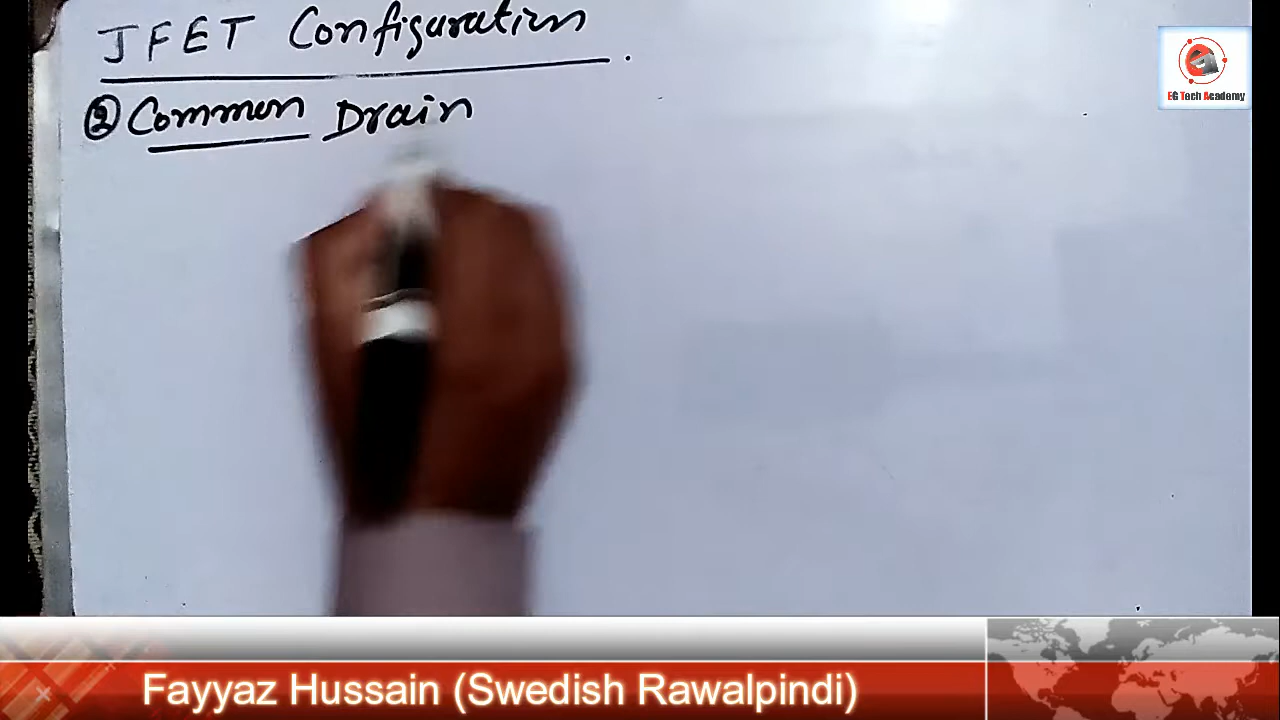 JFET Configuration.
② Common Drain
EG Tech Academy
Fayyaz Hussain (Swedish Rawalpindi)